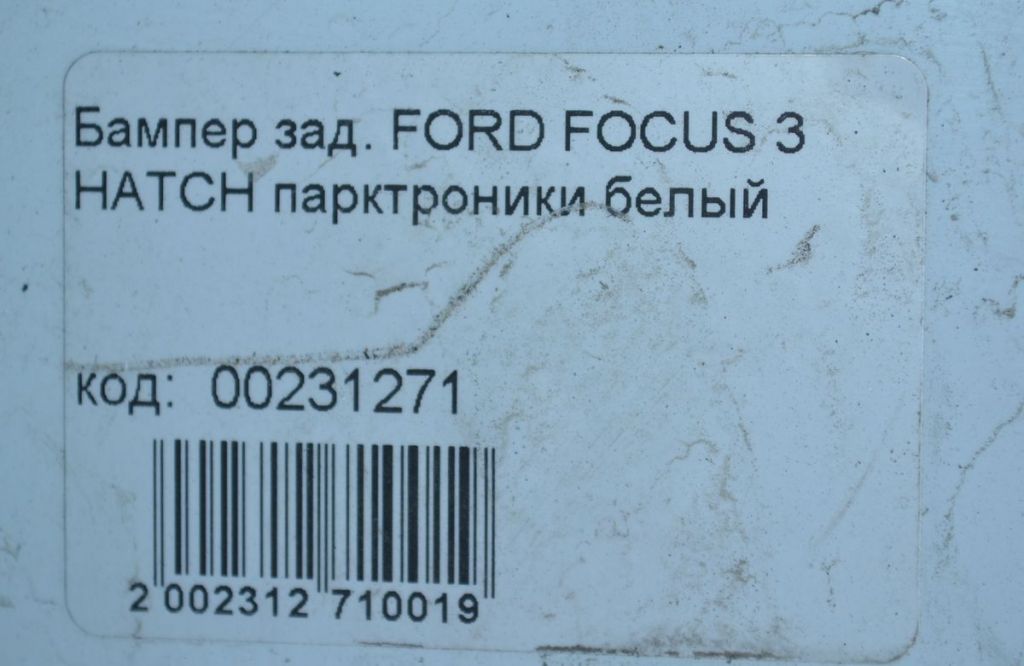 Бампер зад. FORD FOCUS 3
HATCH парктроники белый
код: 00231271
2 002312 710019